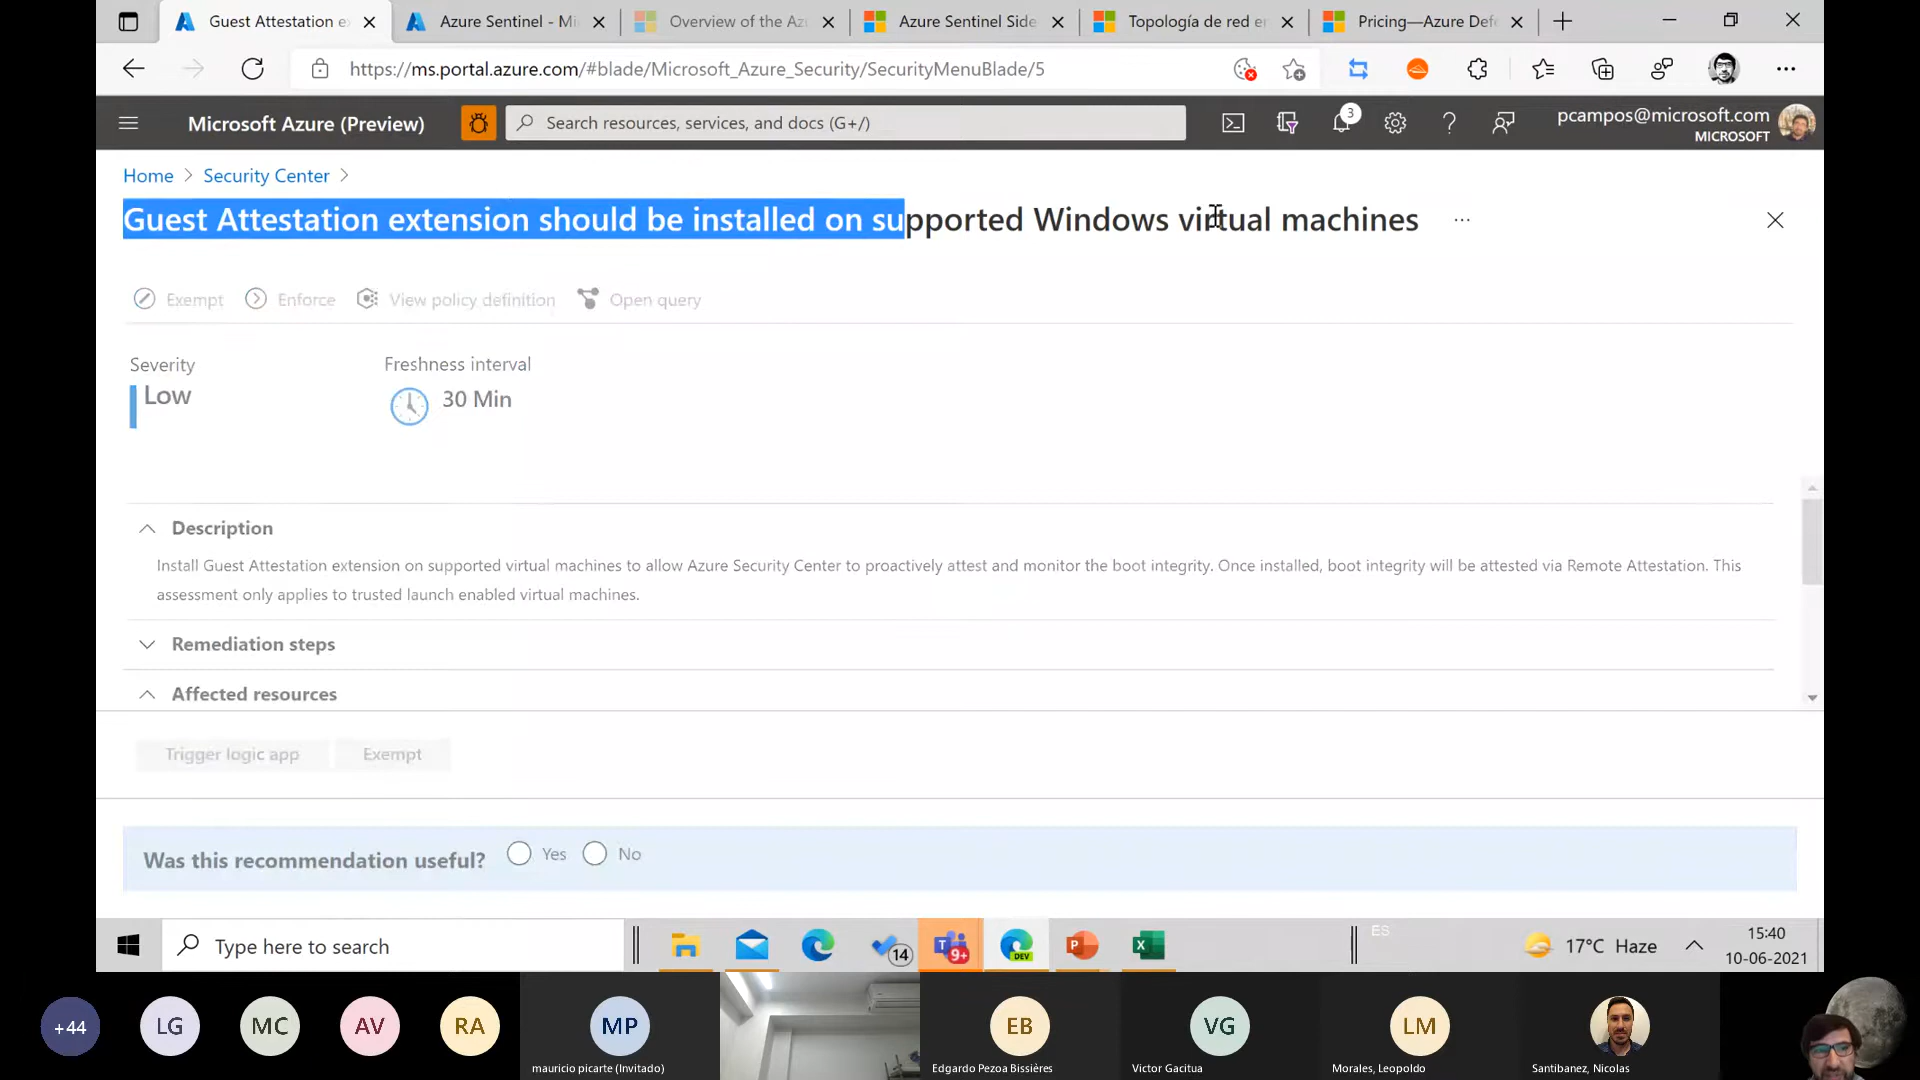 Guest Attestation ex
Azure Sentinel - Mi
Overview of the Az
Azure Sentinel Side
Topología de red en
Pricing—Azure Defe
https://ms.portal.azure.com/#blade/Microsoft_Azure_Security/SecurityMenuBlade/5
Microsoft Azure (Preview)
Search resources, services, and docs (G+/)
3
pcampos@microsoft.com
MICROSOFT
Home > Security Center >
Guest Attestation extension should be installed on supported Windows virtual machines ...
Exempt
Enforce
View policy definition
Open query
Severity
Low
Freshness interval
30 Min
Description
Install Guest Attestation extension on supported virtual machines to allow Azure Security Center to proactively attest and monitor the boot integrity. Once installed, boot integrity will be attested via Remote Attestation. This
assessment only applies to trusted launch enabled virtual machines.
Remediation steps
Affected resources
Trigger logic app
Exempt
Was this recommendation useful?
Yes
No
Type here to search
14
T
9+
DEV
P
X
ES
17°C Haze
15:40
10-06-2021
+44
LG
MC
AV
RA
MP
EB
VG
LM
mauricio picarte (Invitado)
Edgardo Pezoa Bissières
Victor Gacitua
Morales, Leopoldo
Santibanez, Nicolas